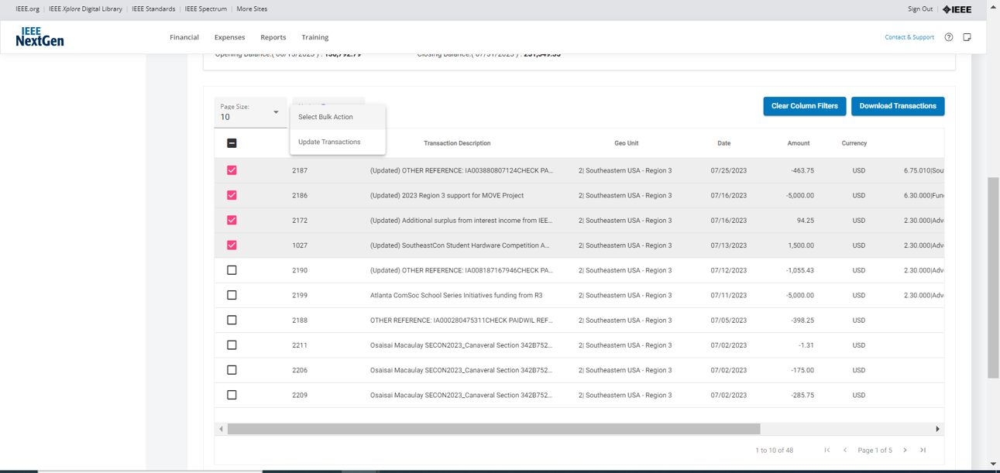 IEEE.org | IEEE Xplore Digital Library | IEEE Standards | IEEE Spectrum | More Sites Sign Out | IEEE
IEEE NextGen Financial Expenses Reports Training Contact & Support
Opening Balance:( 06/15/2023 ) : 136,792.79 Closing Balance:( 07/31/2023 ) : 231,549.55
Page Size: 10
Select Bulk Action
Update Transactions
Clear Column Filters Download Transactions
Transaction Description Geo Unit Date Amount Currency
2187 (Updated) OTHER REFERENCE: IA003880807124CHECK PA... 2| Southeastern USA - Region 3 07/25/2023 -463.75 USD 6.75.010|Sou
2186 (Updated) 2023 Region 3 support for MOVE Project 2| Southeastern USA - Region 3 07/16/2023 -5,000.00 USD 6.30.000|Fun
2172 (Updated) Additional surplus from interest income from IEE... 2| Southeastern USA - Region 3 07/16/2023 94.25 USD 2.30.000|Adv
1027 (Updated) SoutheastCon Student Hardware Competition A... 2| Southeastern USA - Region 3 07/13/2023 1,500.00 USD 2.30.000|Adv
2190 (Updated) OTHER REFERENCE: IA008187167946CHECK PA... 2| Southeastern USA - Region 3 07/12/2023 -1,055.43 USD 2.30.000|Adv
2199 Atlanta ComSoc School Series Initiatives funding from R3 2| Southeastern USA - Region 3 07/11/2023 -5,000.00 USD 2.30.000|Adv
2188 OTHER REFERENCE: IA000280475311CHECK PAIDWIL REF... 2| Southeastern USA - Region 3 07/05/2023 -398.25 USD
2211 Osaisai Macaulay SECON2023_Canaveral Section 342B752... 2| Southeastern USA - Region 3 07/02/2023 -1.31 USD
2206 Osaisai Macaulay SECON2023_Canaveral Section 342B752... 2| Southeastern USA - Region 3 07/02/2023 -175.00 USD
2209 Osaisai Macaulay SECON2023_Canaveral Section 342B752... 2| Southeastern USA - Region 3 07/02/2023 -285.75 USD
1 to 10 of 48 Page 1 of 5